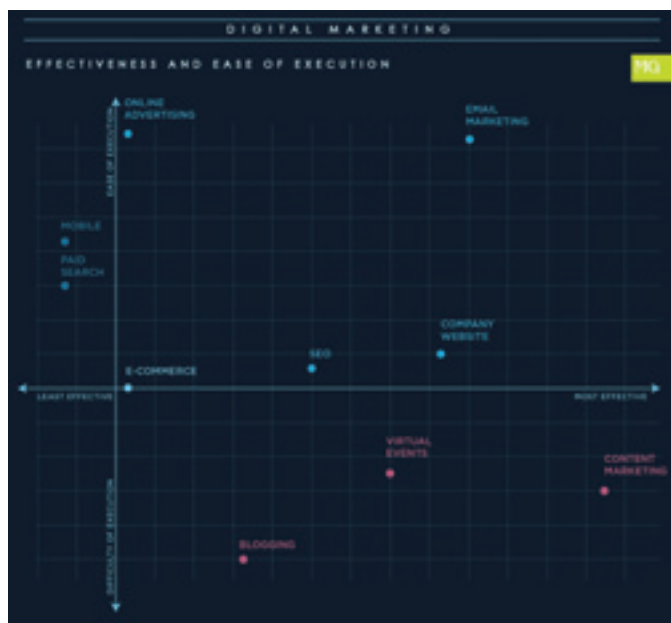 DIGITAL MARKETING
EFFECTIVENESS AND EASE OF EXECUTION
MG
ONLINE
ADVERTISING
EMAIL
MARKETING
EASE OF EXECUTION
MOBILE
PAID
SEARCH
COMPANY
WEBSITE
SEO
E-COMMERCE
LEAST EFFECTIVE
MOST EFFECTIVE
VIRTUAL
EVENTS
CONTENT
MARKETING
DIFFICULTY OF EXECUTION
BLOGGING